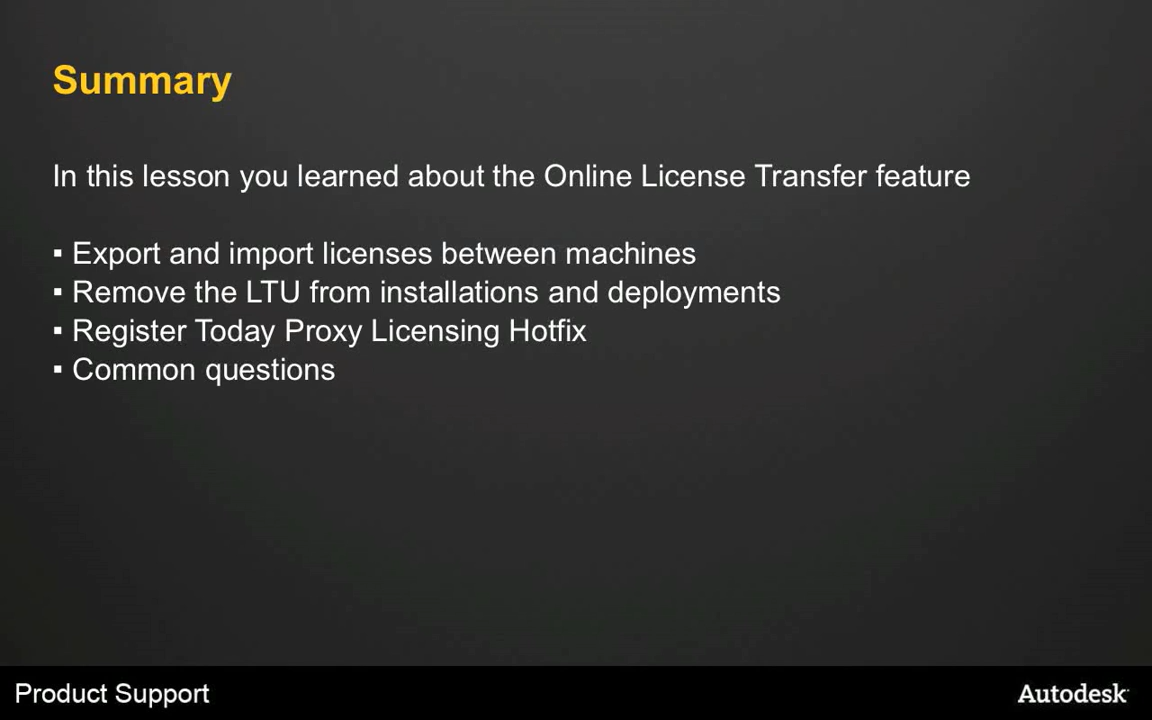 Summary
In this lesson you learned about the Online License Transfer feature
▪ Export and import licenses between machines
▪ Remove the LTU from installations and deployments
▪ Register Today Proxy Licensing Hotfix
▪ Common questions
Product Support
Autodesk